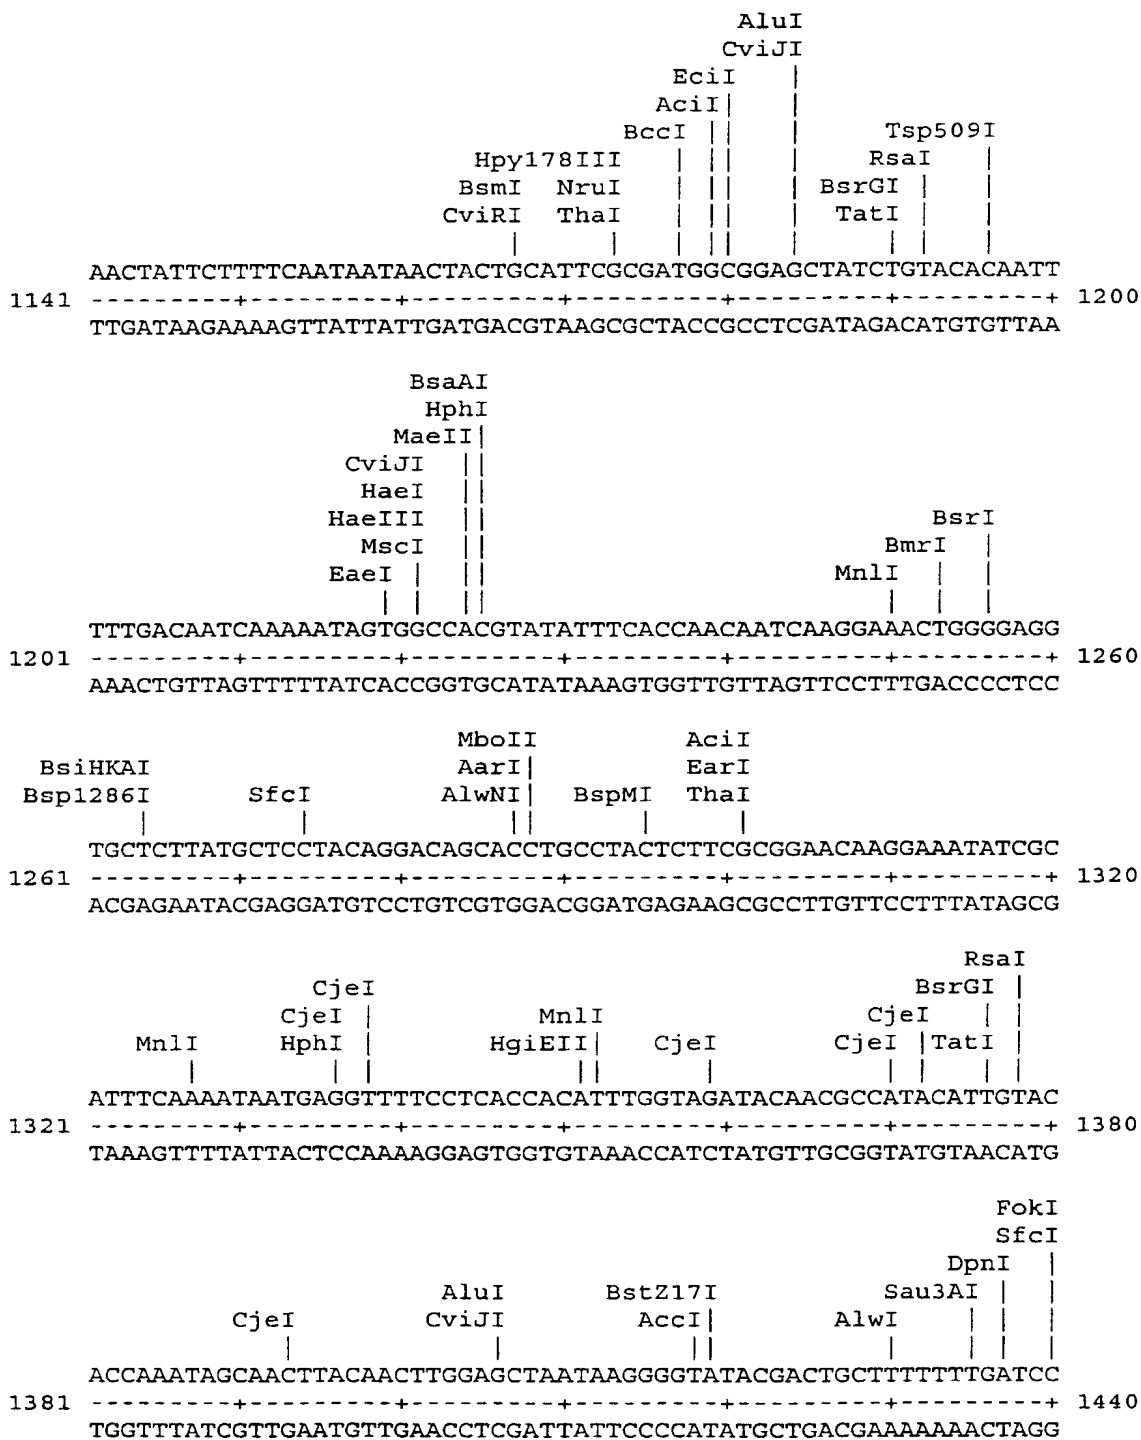 AluI
CviJI
EciI
AciI
BccI Tsp509I
Hpy178III RsaI
BsmI NruI BsrGI
CviRI ThaI TatI
AACTATTCTTTTCAATAATAACTACTGCATTCGCGATGGCGGAGCTATCTGTACACAATT
1141 ---------+---------+---------+---------+---------+---------+ 1200
TTGATAAGAAAAGTTATTATTGATGACGTAAGCGCTACCGCCTCGATAGACATGTGTTAA
BsaAI
HphI
MaeII
CviJI
HaeI
HaeIII BsrI
MscI BmrI
EaeI MnlI
TTTGACAATCAAAAATAGTGGCCACGTATATTTCACCAACAATCAAGGAAACTGGGGAGG
1201 ---------+---------+---------+---------+---------+---------+ 1260
AAACTGTTAGTTTTTATCACCGGTGCATATAAAGTGGTTGTTAGTTCCTTTGACCCCTCC
MboII AciI
BsiHKAI AarI EarI
Bsp1286I SfcI AlwNI BspMI ThaI
TGCTCTTATGCTCCTACAGGACAGCACCTGCCTACTCTTCGCGGAACAAGGAAATATCGC
1261 ---------+---------+---------+---------+---------+---------+ 1320
ACGAGAATACGAGGATGTCCTGTCGTGGACGGATGAGAAGCGCCTTGTTCCTTTATAGCG
RsaI
CjeI BsrGI
CjeI MnlI CjeI
MnlI HphI HgiEII CjeI CjeI TatI
ATTTCAAAATAATGAGGTTTTCCTCACCACATTTGGTAGATACAACGCCATACATTGTAC
1321 ---------+---------+---------+---------+---------+---------+ 1380
TAAAGTTTTATTACTCCAAAAGGAGTGGTGTAAACCATCTATGTTGCGGTATGTAACATG
FokI
SfcI
DpnI
AluI BstZ17I Sau3AI
CjeI CviJI AccI AlwI
ACCAAATAGCAACTTACAACTTGGAGCTAATAAGGGGTATACGACTGCTTTTTTTGATCC
1381 ---------+---------+---------+---------+---------+---------+ 1440
TGGTTTATCGTTGAATGTTGAACCTCGATTATTCCCCATATGCTGACGAAAAAAACTAGG